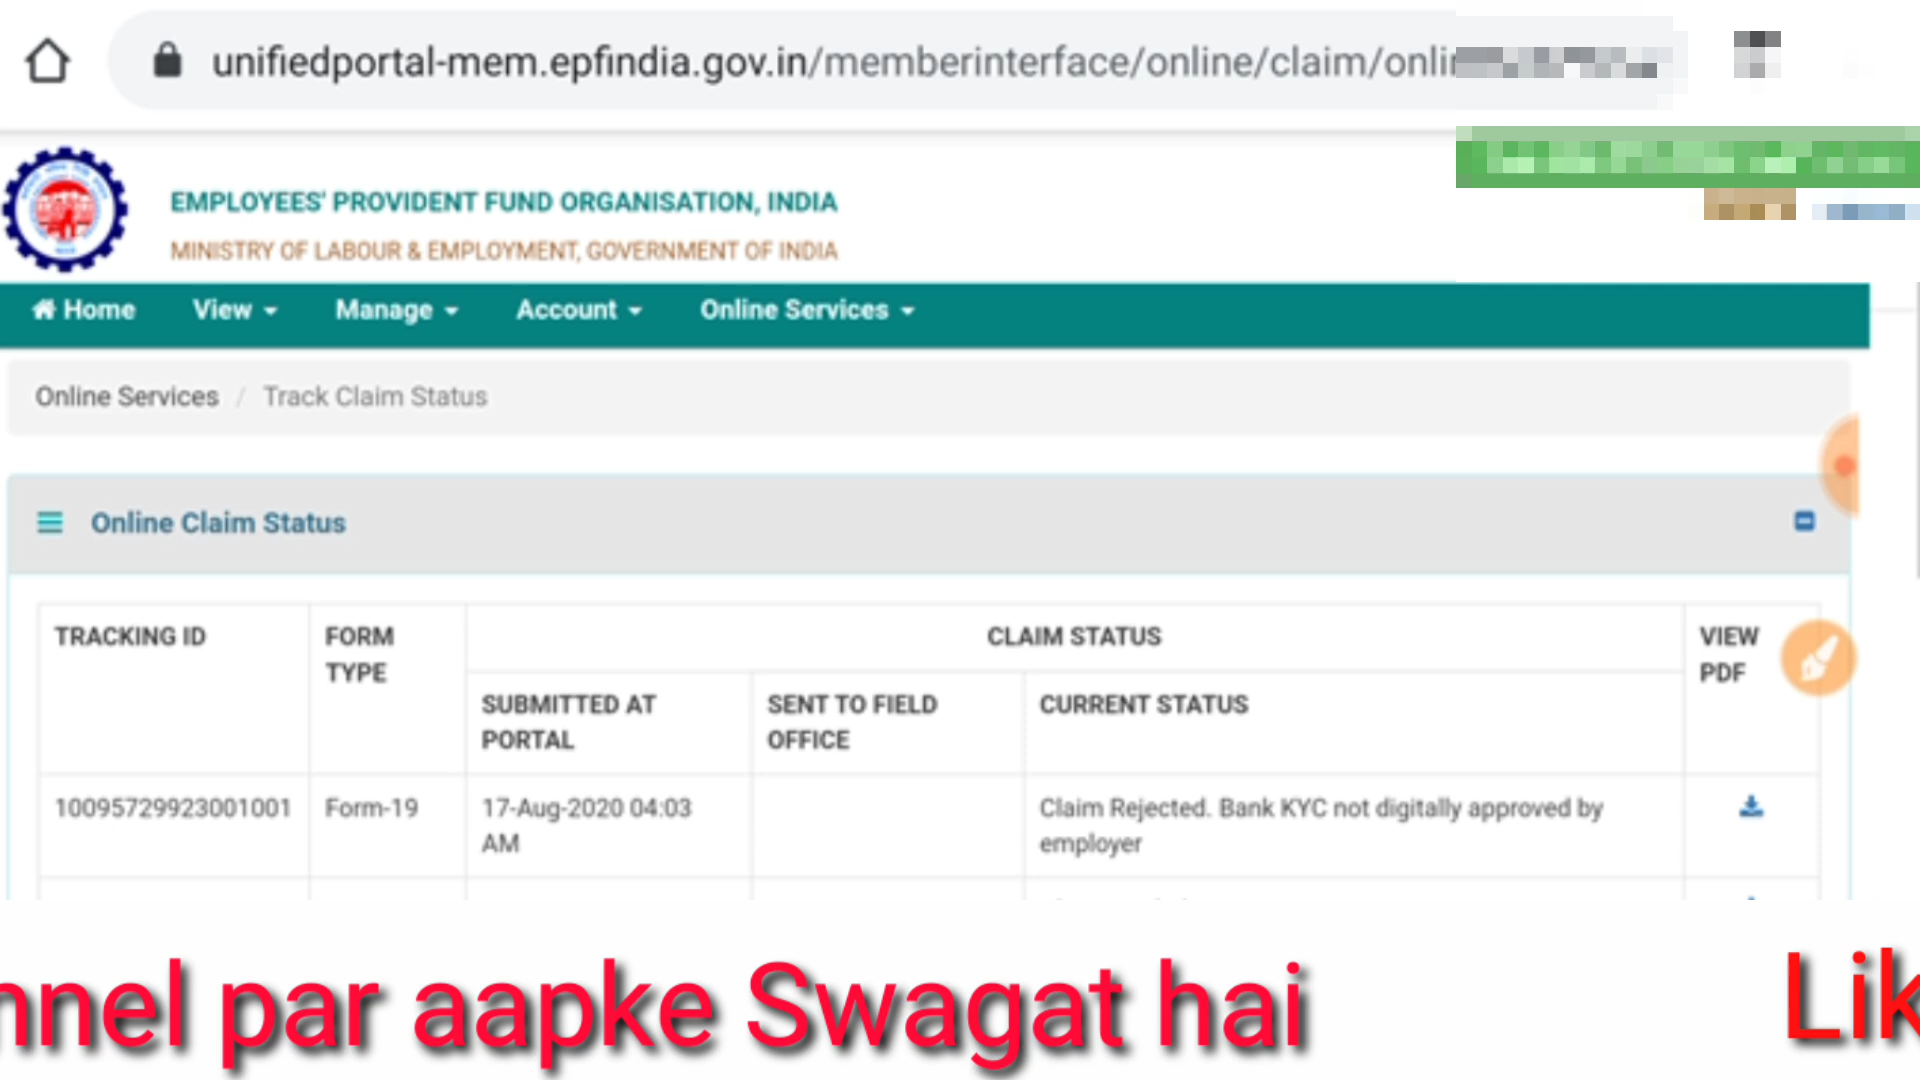 unifiedportal-mem.epfindia.gov.in/memberinterface/online/claim/onli
EMPLOYEES' PROVIDENT FUND ORGANISATION, INDIA
MINISTRY OF LABOUR & EMPLOYMENT, GOVERNMENT OF INDIA
Home View Manage Account Online Services
Online Services / Track Claim Status
Online Claim Status
TRACKING ID
FORM
TYPE
CLAIM STATUS
VIEW
PDF
SUBMITTED AT
PORTAL
SENT TO FIELD
OFFICE
CURRENT STATUS
10095729923001001
Form-19
17-Aug-2020 04:03
AM
Claim Rejected. Bank KYC not digitally approved by
employer
nnel par aapke Swagat hai
Lik